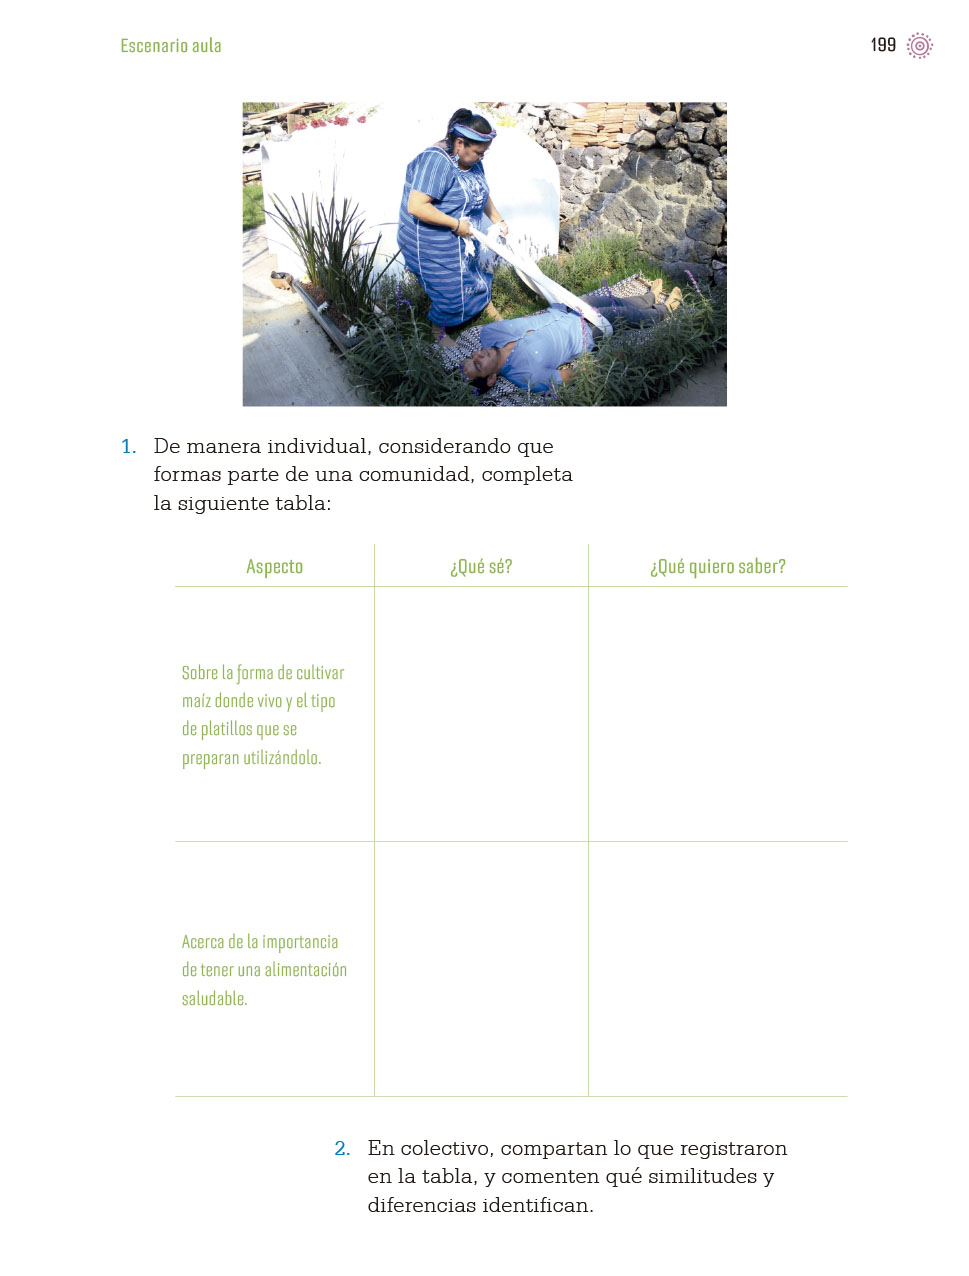 Escenario aula
199
1. De manera individual, considerando que
formas parte de una comunidad, completa
la siguiente tabla:
Aspecto ¿Qué sé? ¿Qué quiero saber?
Sobre la forma de cultivar
maíz donde vivo y el tipo
de platillos que se
preparan utilizándolo.
Acerca de la importancia
de tener una alimentación
saludable.
2. En colectivo, compartan lo que registraron
en la tabla, y comenten qué similitudes y
diferencias identifican.